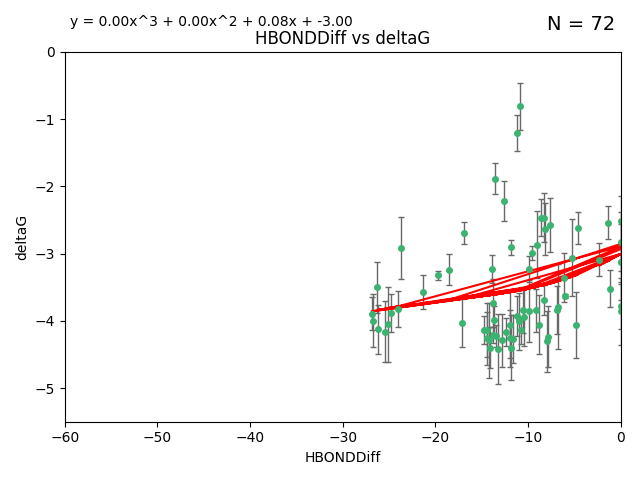 y = 0.00x^3 + 0.00x^2 + 0.08x + -3.00
N = 72
HBONDDiff vs deltaG
0
−1
−2
−3
−4
−5
deltaG
−60 −50 −40 −30 −20 −10 0
HBONDDiff